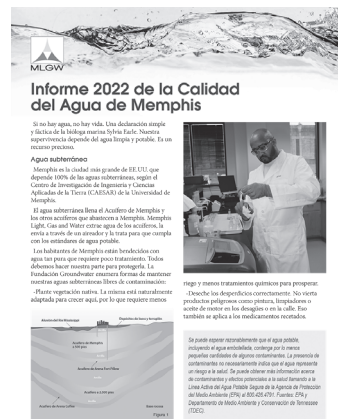 MLGW
Informe 2022 de la Calidad
del Agua de Memphis
Si no hay agua, no hay vida. Una declaración simple
y fáctica de la bióloga marina Sylvia Earle. Nuestra
supervivencia depende del agua limpia y potable. Es un
recurso precioso.
Agua subterránea
Memphis es la ciudad más grande de EE.UU. que
depende 100% de las aguas subterráneas, según el
Centro de Investigación de Ingeniería y Ciencias
Aplicadas de la Tierra (CAESAR) de la Universidad de
Memphis.
El agua subterránea llena el Acuífero de Memphis y
los otros acuíferos que abastecen a Memphis. Memphis
Light, Gas and Water extrae agua de los acuíferos, la
envía a través de un aireador y la trata para que cumpla
con los estándares de agua potable.
Los habitantes de Memphis están bendecidos con
agua tan pura que requiere poco tratamiento. Todos
debemos hacer nuestra parte para protegerla. La
Fundación Groundwater enumera formas de mantener
nuestras aguas subterráneas libres de contaminación:
-Plante vegetación nativa. La misma está naturalmente
adaptada para crecer aquí, por lo que requiere menos
Acuífero de Memphis
Figura 1
riego y menos tratamientos químicos para prosperar.
-Deseche los desperdicios correctamente. No vierta
productos peligrosos como pintura, limpiadores o
aceite de motor en los desagües o en la calle. Eso
también se aplica a los medicamentos recetados.
Se puede esperar razonablemente que el agua potable,
incluyendo el agua embotellada, contenga por lo menos
pequeñas cantidades de algunos contaminantes. La presencia de
contaminantes no necesariamente indica que el agua representa
un riesgo a la salud. Se puede obtener más información acerca
de contaminantes y efectos potenciales a la salud llamando a la
Línea Activa del Agua Potable Segura de la Agencia de Protección
del Medio Ambiente (EPA) al 800.426.4791. Fuentes: EPA y
Departamento de Medio Ambiente y Conservación de Tennessee
(TDEC).